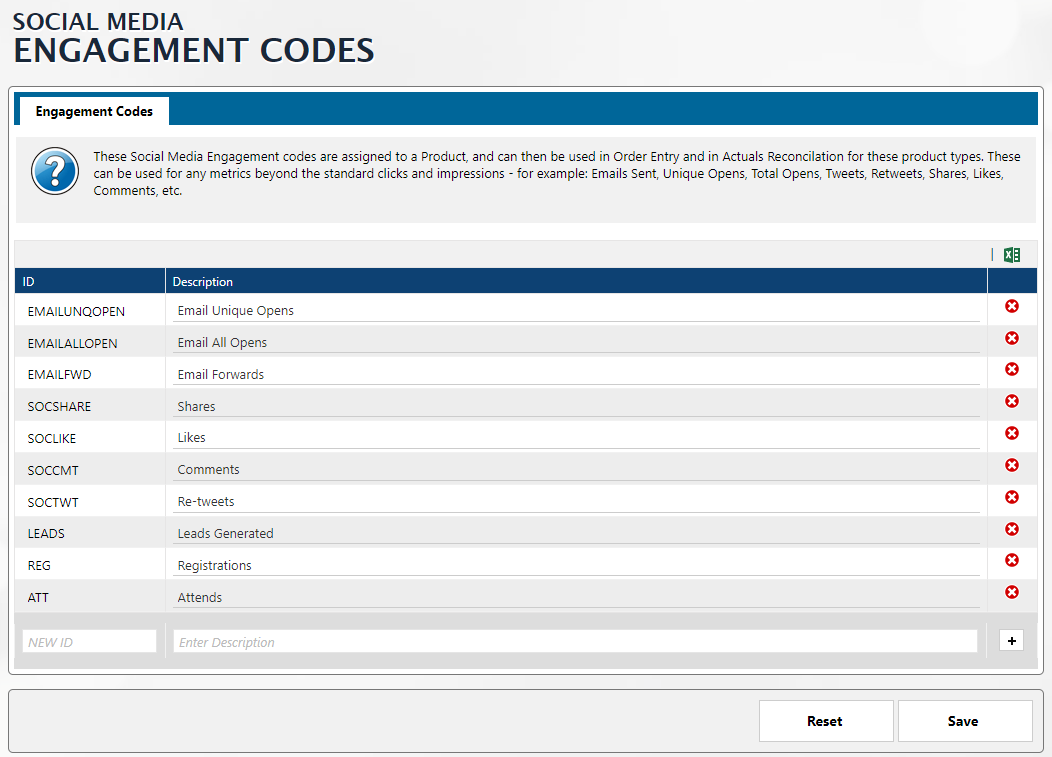 SOCIAL MEDIA
ENGAGEMENT CODES
Engagement Codes
These Social Media Engagement codes are assigned to a Product, and can then be used in Order Entry and in Actuals Reconcilation for these product types. These
can be used for any metrics beyond the standard clicks and impressions - for example: Emails Sent, Unique Opens, Total Opens, Tweets, Retweets, Shares, Likes,
Comments, etc.
ID Description
EMAILUNQOPEN Email Unique Opens
EMAILALLOPEN Email All Opens
EMAILFWD Email Forwards
SOCSHARE Shares
SOCLIKE Likes
SOCCMT Comments
SOCTWT Re-tweets
LEADS Leads Generated
REG Registrations
ATT Attends
NEW ID Enter Description +
Reset Save